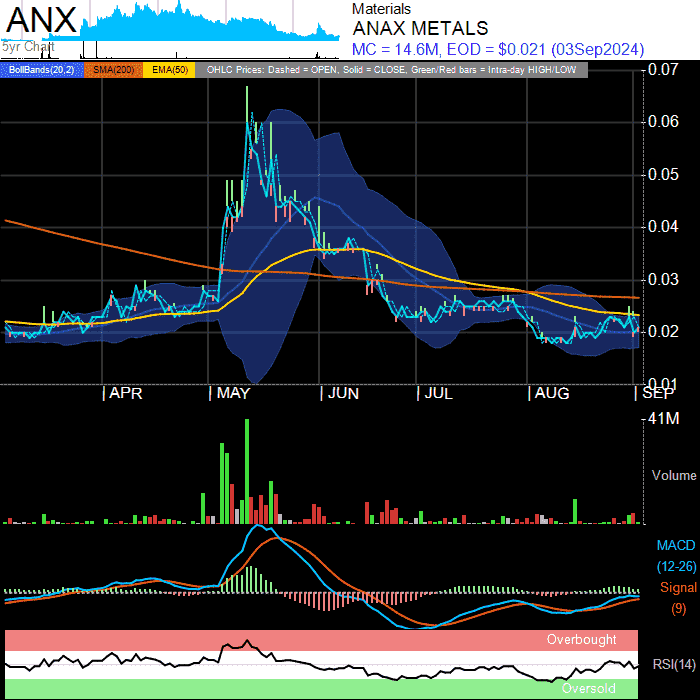 ANX
5yr Chart
Materials
ANAX METALS
MC = 14.6M, EOD = $0.021 (03Sep2024)
BollBands(20,2) SMA(200) EMA(50) OHLC Prices: Dashed = OPEN, Solid = CLOSE, Green/Red bars = Intra-day HIGH/LOW
0.07
0.06
0.05
0.04
0.03
0.02
0.01
APR MAY JUN JUL AUG SEP
41M
Volume
MACD
(12-26)
Signal
(9)
Overbought
RSI(14)
Oversold